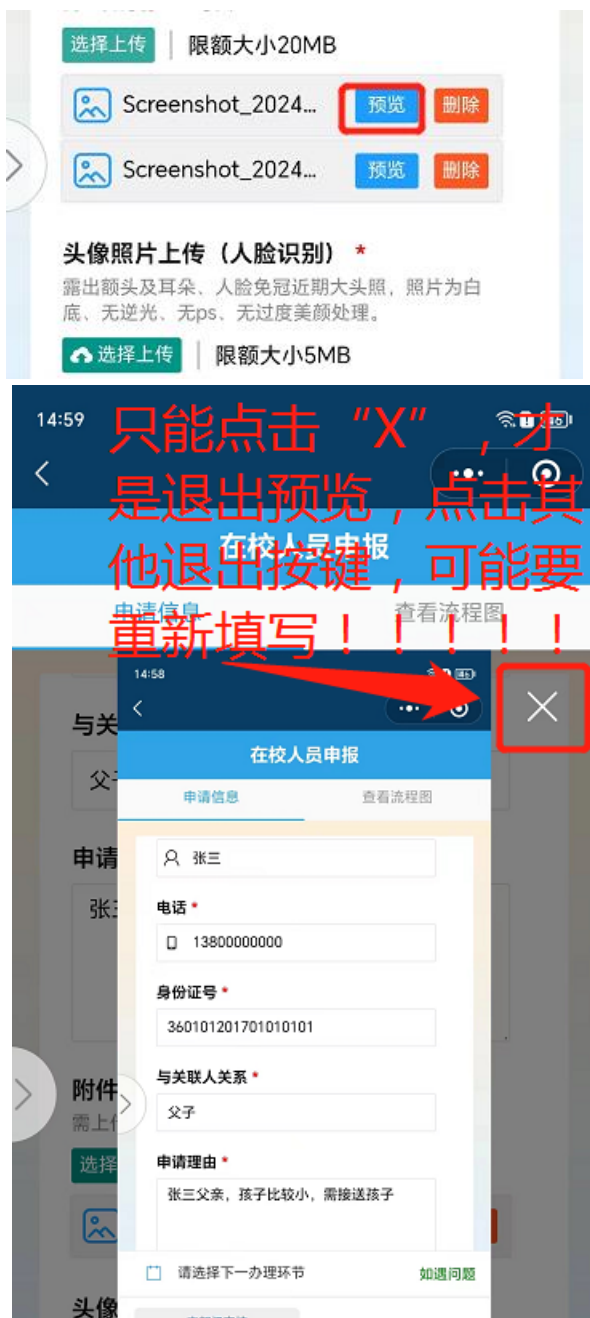 选择上传 限额大小20MB
Screenshot_2024... 预览 删除
Screenshot_2024... 预览 删除
头像照片上传（人脸识别） *
露出额头及耳朵、人脸免冠近期大头照，照片为白
底、无逆光、无ps、无过度美颜处理。
选择上传 限额大小5MB
14:59
只能点击“X”，才
是退出预览，点击其
他退出按键，可能要
重新填写！！！！！
在校人员申报
申请信息 查看流程图
14:58
在校人员申报
申请信息 查看流程图
与关
父子
张三
申请
张三
电话 *
13800000000
身份证号 *
360101201701010101
与关联人关系 *
父子
附件
需上传
选择
申请理由 *
张三父亲，孩子比较小，需接送孩子
请选择下一办理环节 如遇问题
头像